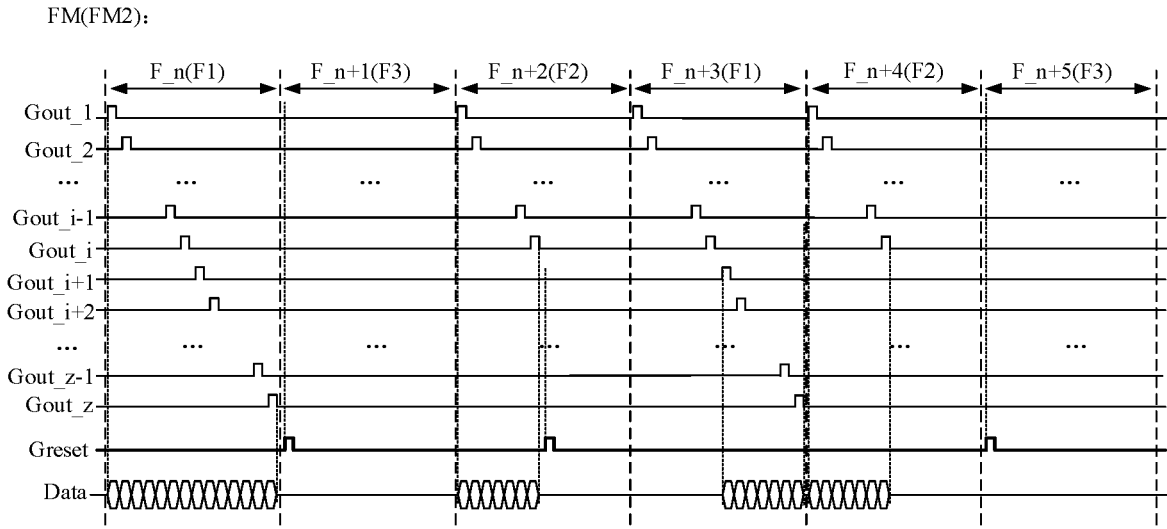 FM(FM2):
F_n(F1) F_n+1(F3) F_n+2(F2) F_n+3(F1) F_n+4(F2) F_n+5(F3)
Gout_1
Gout_2
... ... ... ... ... ... ...
Gout_i-1
Gout_i
Gout_i+1
Gout_i+2
... ... ... ... ... ... ...
Gout_z-1
Gout_z
Greset
Data